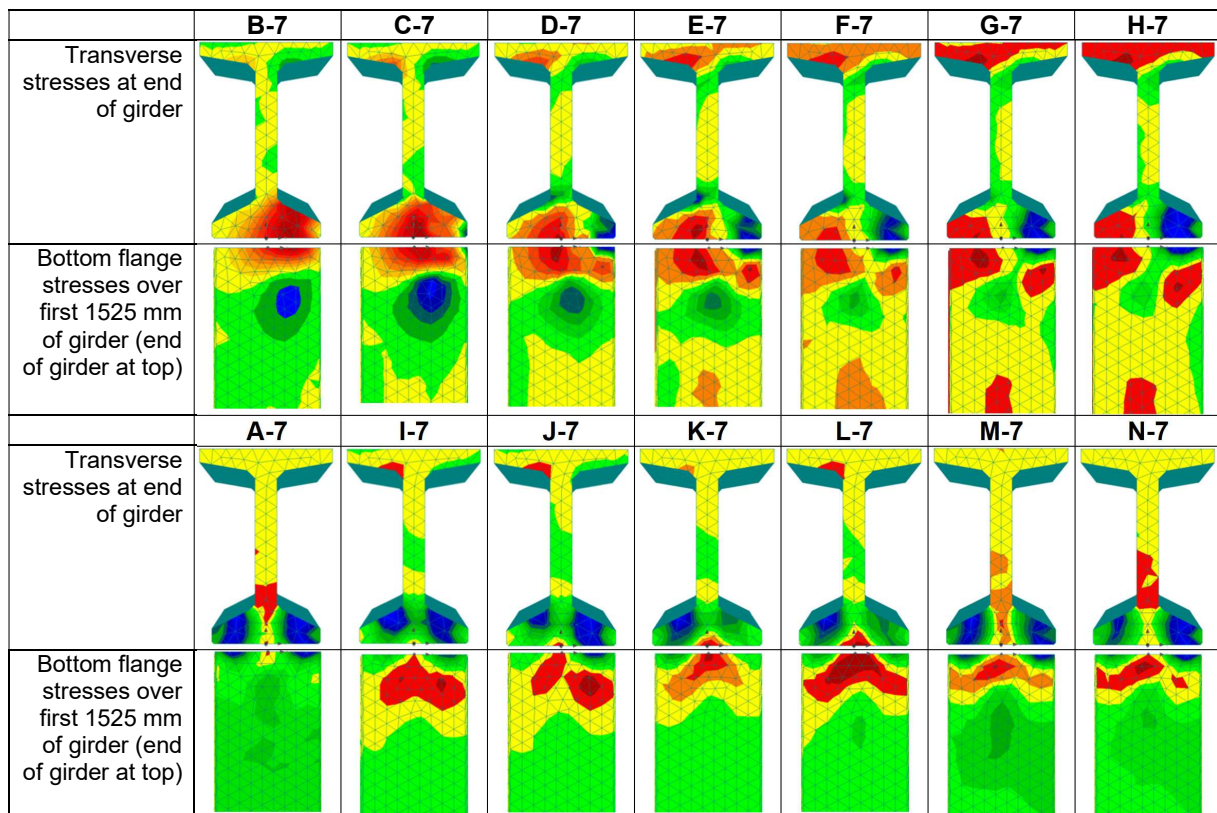 B-7 C-7 D-7 E-7 F-7 G-7 H-7
Transverse
stresses at end
of girder
Bottom flange
stresses over
first 1525 mm
of girder (end
of girder at top)
A-7 I-7 J-7 K-7 L-7 M-7 N-7
Transverse
stresses at end
of girder
Bottom flange
stresses over
first 1525 mm
of girder (end
of girder at top)